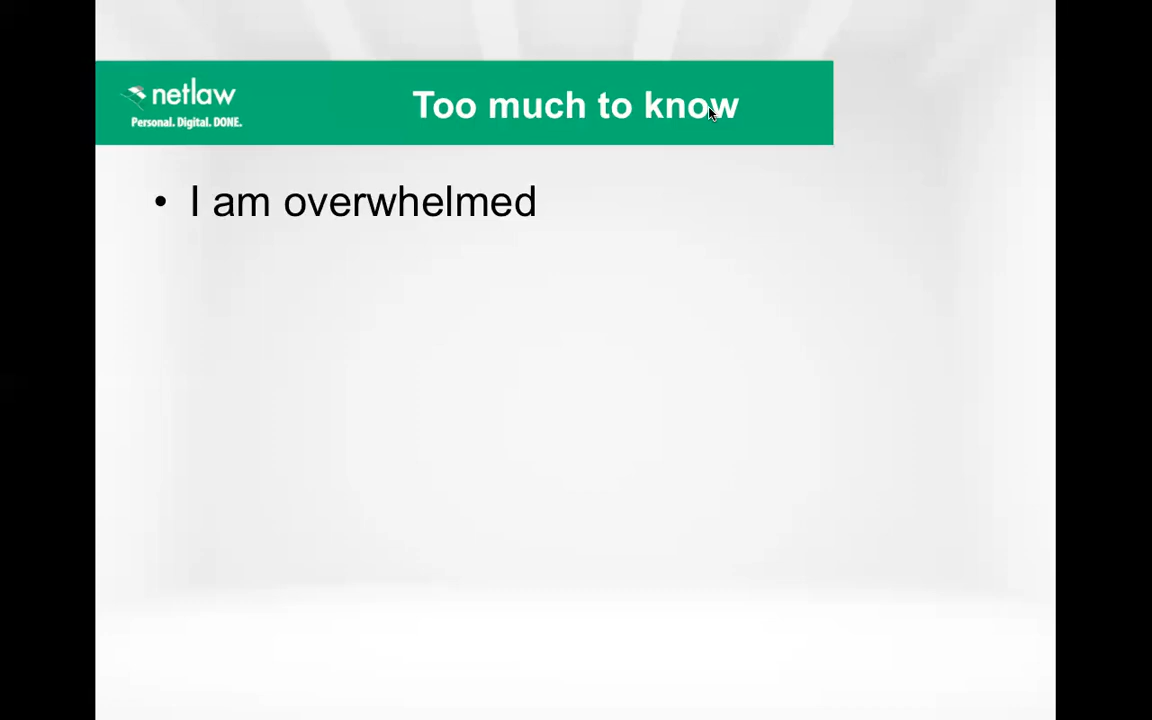 netlaw
Personal. Digital. DONE.
Too much to know
• I am overwhelmed